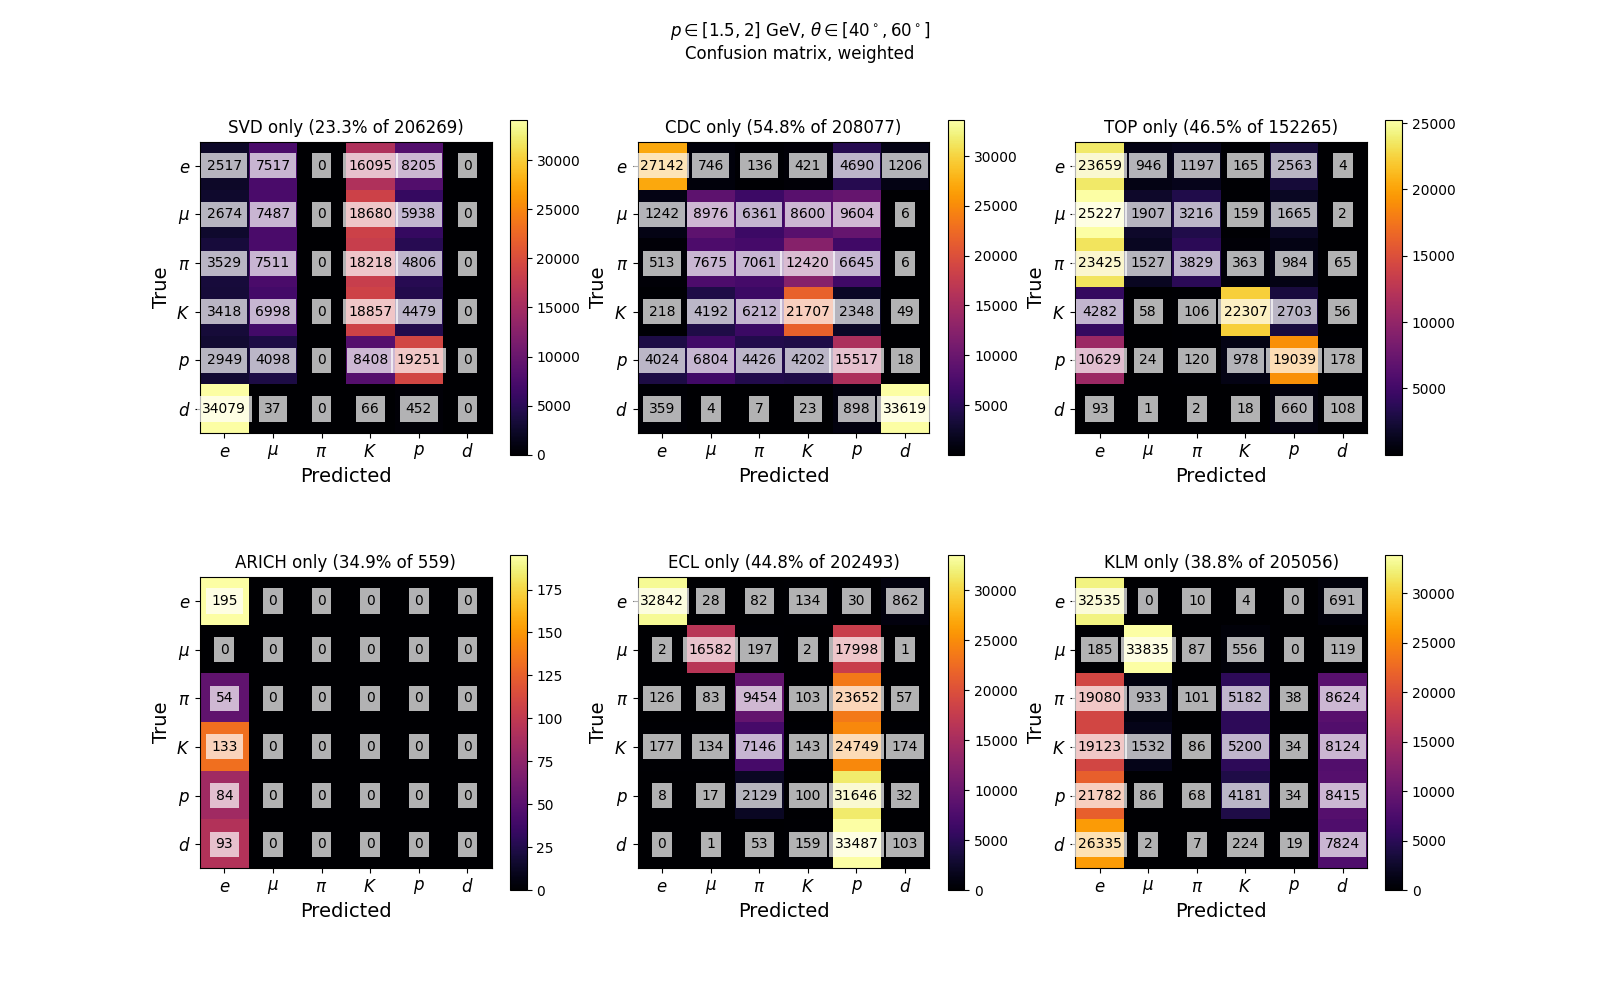 p ∈ [1.5, 2] GeV, θ ∈ [40°, 60°]
Confusion matrix, weighted
SVD only (23.3% of 206269)
True
e 2517 7517 0 16095 8205 0
μ 2674 7487 0 18680 5938 0
π 3529 7511 0 18218 4806 0
K 3418 6998 0 18857 4479 0
p 2949 4098 0 8408 19251 0
d 34079 37 0 66 452 0
e μ π K p d
Predicted
30000
25000
20000
15000
10000
5000
0
CDC only (54.8% of 208077)
True
e 27142 746 136 421 4690 1206
μ 1242 8976 6361 8600 9604 6
π 513 7675 7061 12420 6645 6
K 218 4192 6212 21707 2348 49
p 4024 6804 4426 4202 15517 18
d 359 4 7 23 898 33619
e μ π K p d
Predicted
30000
25000
20000
15000
10000
5000
TOP only (46.5% of 152265)
True
e 23659 946 1197 165 2563 4
μ 25227 1907 3216 159 1665 2
π 23425 1527 3829 363 984 65
K 4282 58 106 22307 2703 56
p 10629 24 120 978 19039 178
d 93 1 2 18 660 108
e μ π K p d
Predicted
25000
20000
15000
10000
5000
ARICH only (34.9% of 559)
True
e 195 0 0 0 0 0
μ 0 0 0 0 0 0
π 54 0 0 0 0 0
K 133 0 0 0 0 0
p 84 0 0 0 0 0
d 93 0 0 0 0 0
e μ π K p d
Predicted
175
150
125
100
75
50
25
0
ECL only (44.8% of 202493)
True
e 32842 28 82 134 30 862
μ 2 16582 197 2 17998 1
π 126 83 9454 103 23652 57
K 177 134 7146 143 24749 174
p 8 17 2129 100 31646 32
d 0 1 53 159 33487 103
e μ π K p d
Predicted
30000
25000
20000
15000
10000
5000
0
KLM only (38.8% of 205056)
True
e 32535 0 10 4 0 691
μ 185 33835 87 556 0 119
π 19080 933 101 5182 38 8624
K 19123 1532 86 5200 34 8124
p 21782 86 68 4181 34 8415
d 26335 2 7 224 19 7824
e μ π K p d
Predicted
30000
25000
20000
15000
10000
5000
0